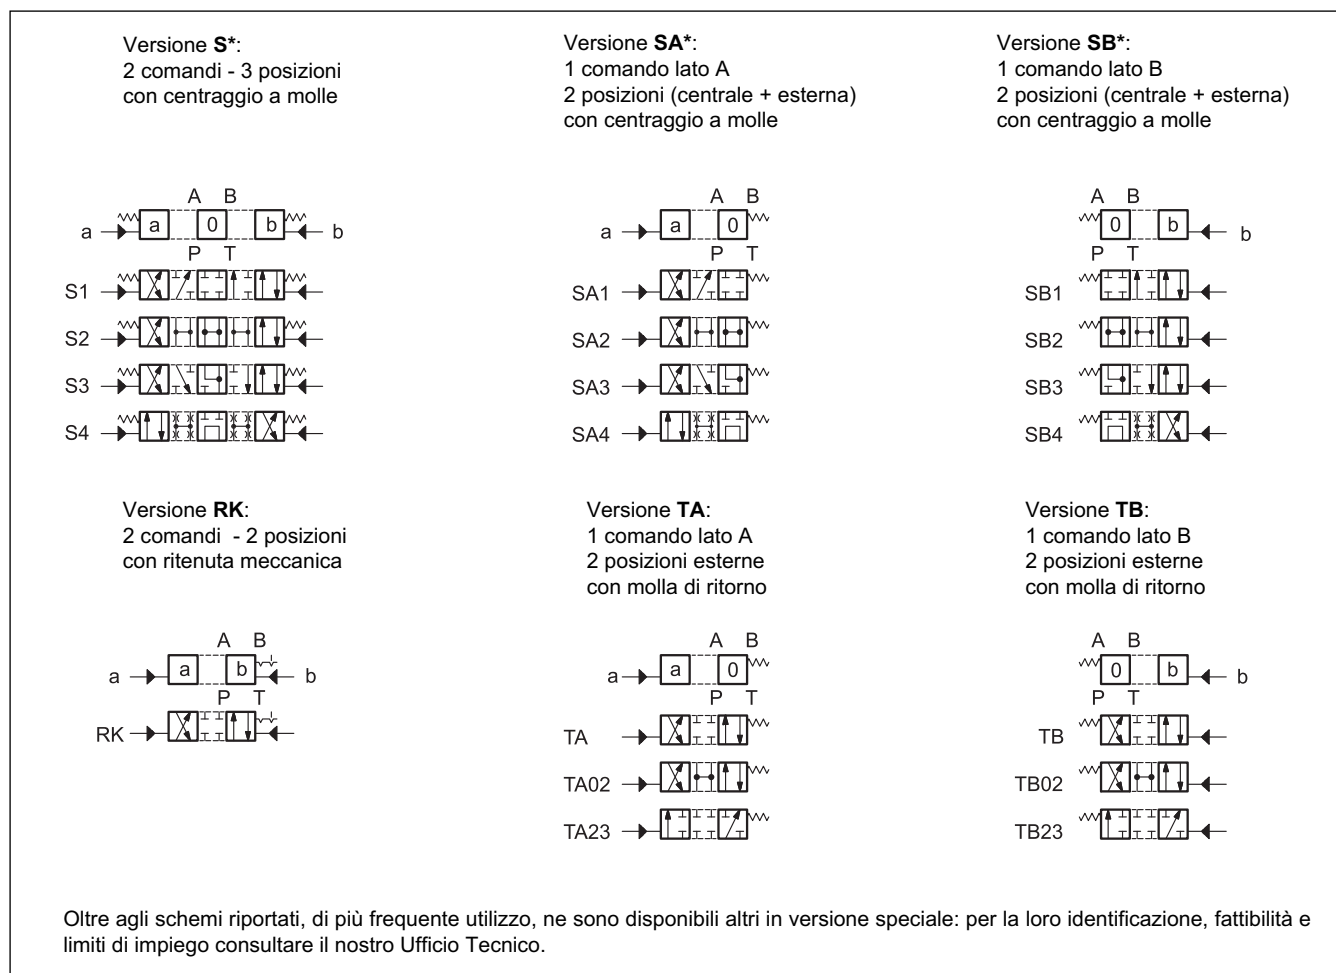 Versione S*:
2 comandi - 3 posizioni
con centraggio a molle
Versione SA*:
1 comando lato A
2 posizioni (centrale + esterna)
con centraggio a molle
Versione SB*:
1 comando lato B
2 posizioni (centrale + esterna)
con centraggio a molle
A B
a a 0 b b
P T
S1
S2
S3
S4
A B
a a 0
P T
SA1
SA2
SA3
SA4
A B
0 b b
P T
SB1
SB2
SB3
SB4
Versione RK:
2 comandi - 2 posizioni
con ritenuta meccanica
Versione TA:
1 comando lato A
2 posizioni esterne
con molla di ritorno
Versione TB:
1 comando lato B
2 posizioni esterne
con molla di ritorno
A B
a a b b
P T
RK
A B
a a 0
P T
TA
TA02
TA23
A B
0 b b
P T
TB
TB02
TB23
Oltre agli schemi riportati, di più frequente utilizzo, ne sono disponibili altri in versione speciale: per la loro identificazione, fattibilità e
limiti di impiego consultare il nostro Ufficio Tecnico.